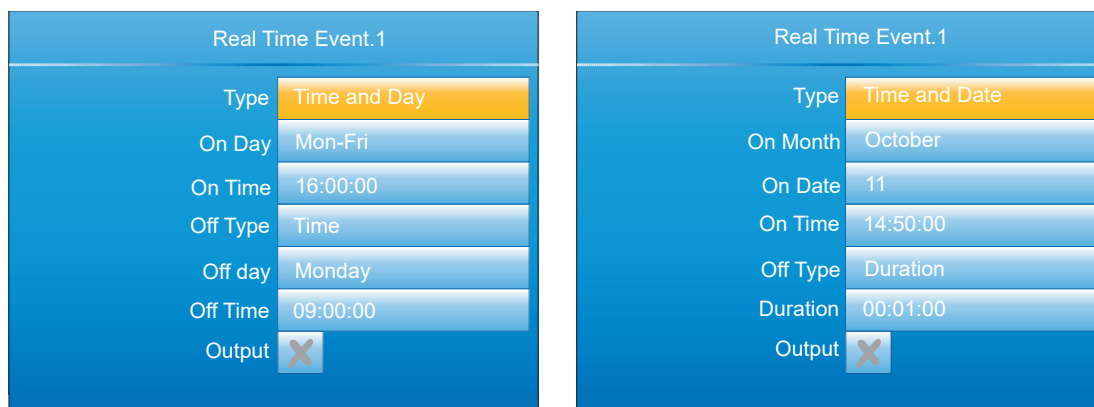 Real Time Event.1
Type Time and Day
On Day Mon-Fri
On Time 16:00:00
Off Type Time
Off day Monday
Off Time 09:00:00
Output
Real Time Event.1
Type Time and Date
On Month October
On Date 11
On Time 14:50:00
Off Type Duration
Duration 00:01:00
Output